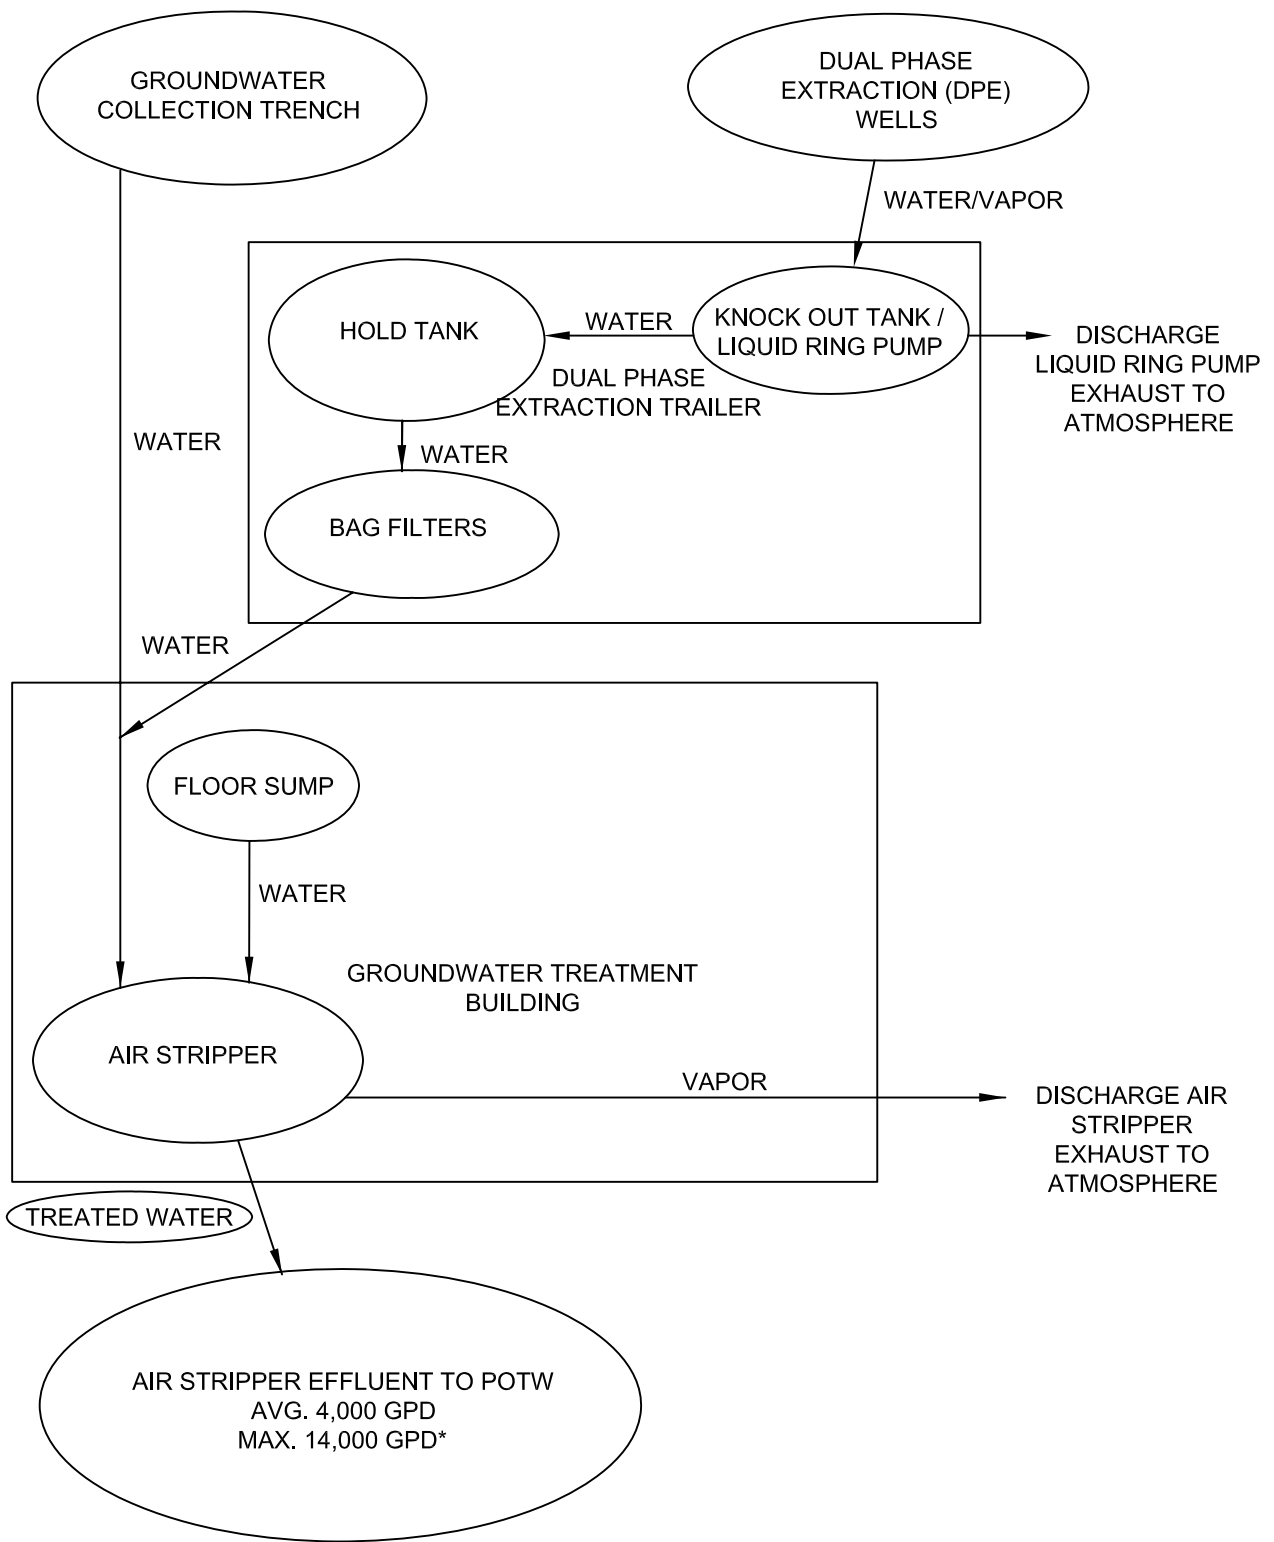 GROUNDWATER
COLLECTION TRENCH
DUAL PHASE
EXTRACTION (DPE)
WELLS
WATER/VAPOR
HOLD TANK
WATER
KNOCK OUT TANK /
LIQUID RING PUMP
DISCHARGE
LIQUID RING PUMP
EXHAUST TO
ATMOSPHERE
DUAL PHASE
EXTRACTION TRAILER
WATER
WATER
BAG FILTERS
WATER
FLOOR SUMP
WATER
GROUNDWATER TREATMENT
BUILDING
AIR STRIPPER
VAPOR
DISCHARGE AIR
STRIPPER
EXHAUST TO
ATMOSPHERE
TREATED WATER
AIR STRIPPER EFFLUENT TO POTW
AVG. 4,000 GPD
MAX. 14,000 GPD*